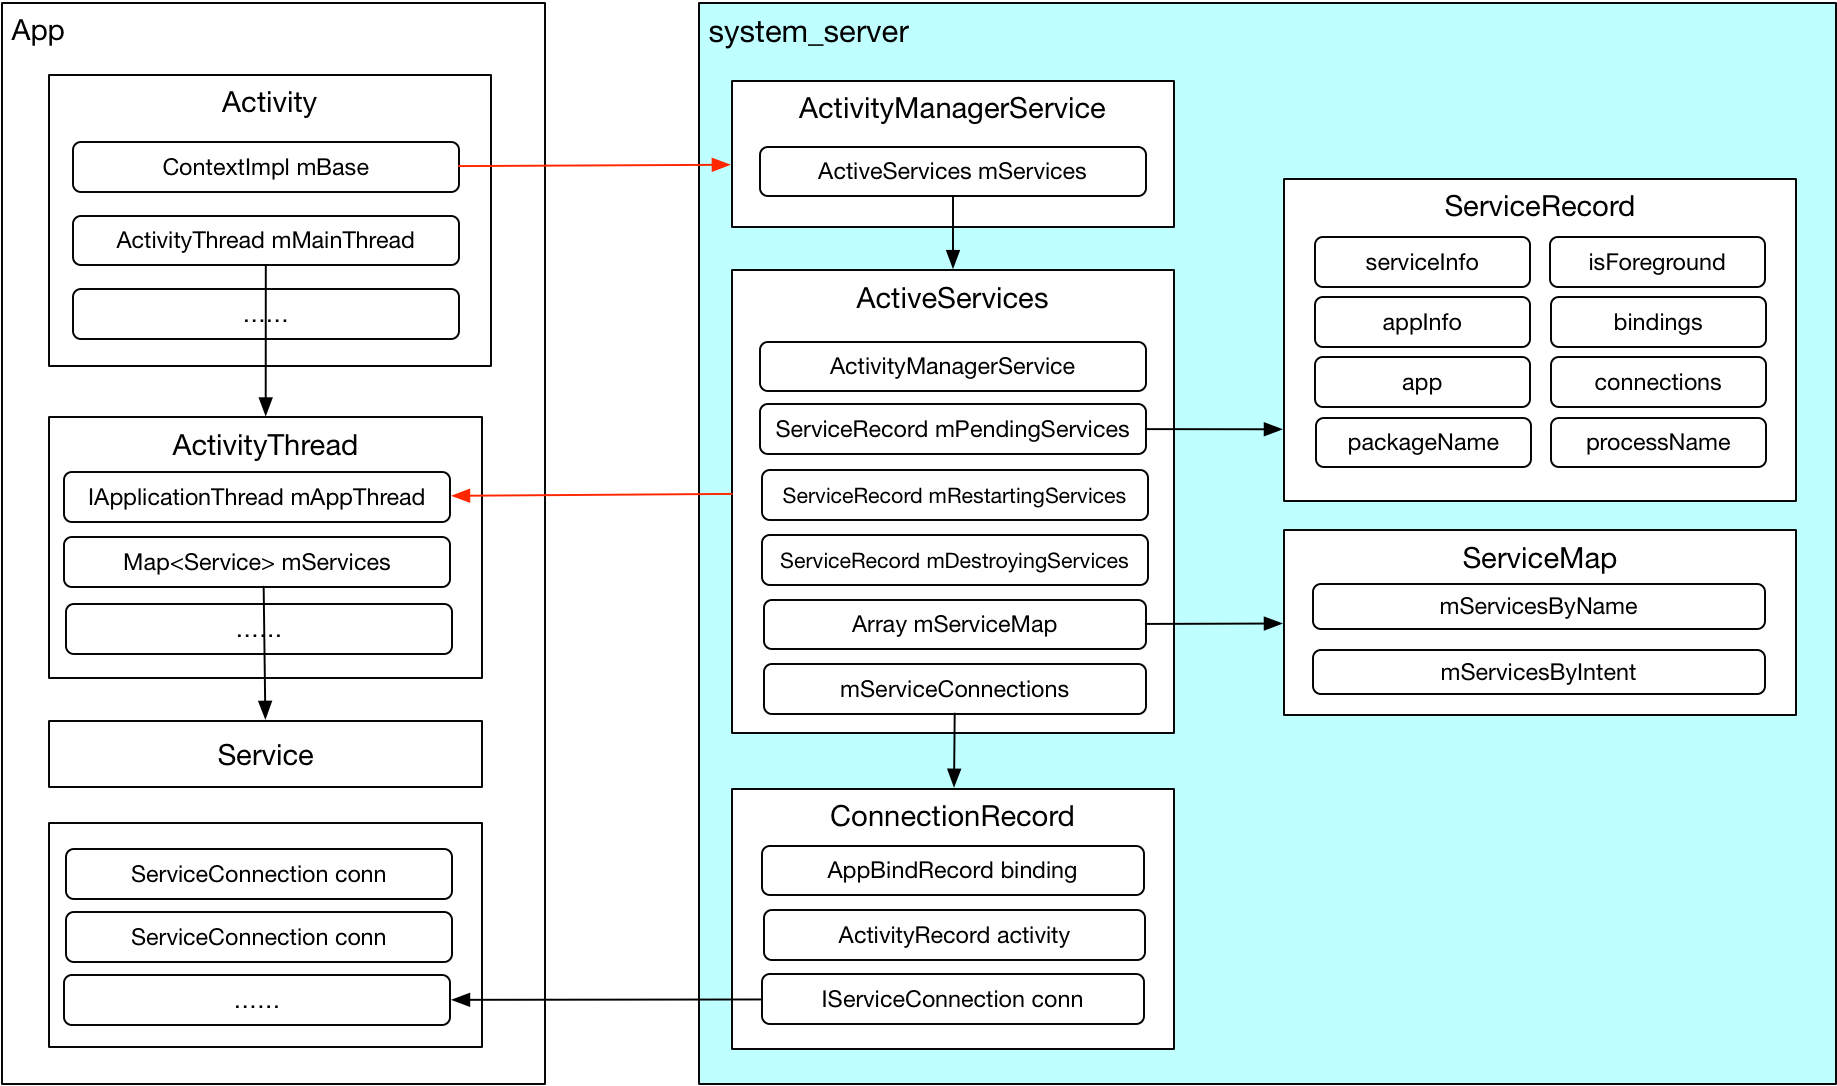 App
Activity
ContextImpl mBase
ActivityThread mMainThread
......
ActivityThread
IApplicationThread mAppThread
Map<Service> mServices
......
Service
ServiceConnection conn
ServiceConnection conn
......
system_server
ActivityManagerService
ActiveServices mServices
ActiveServices
ActivityManagerService
ServiceRecord mPendingServices
ServiceRecord mRestartingServices
ServiceRecord mDestroyingServices
Array mServiceMap
mServiceConnections
ConnectionRecord
AppBindRecord binding
ActivityRecord activity
IServiceConnection conn
ServiceRecord
serviceInfo
isForeground
appInfo
bindings
app
connections
packageName
processName
ServiceMap
mServicesByName
mServicesByIntent